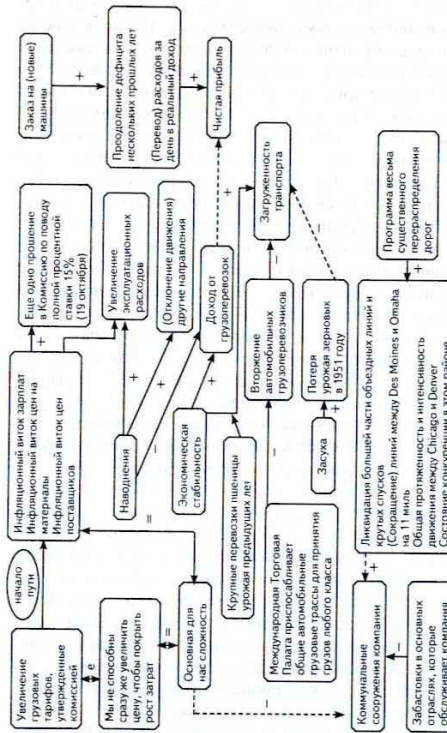 Увеличение
грузовых
тарифов,
утвержденные
комиссией
начало
пути
Инфляционный виток зарплат
Инфляционный виток цен на
материалы
Инфляционный виток цен
поставщиков
Еще одно прошение
в Комиссию по поводу
полной процентной
ставки 15%
(19 октября)
Заказ на (новые)
машины
+
+
+
e
Мы не способны
сразу же увеличить
цену, чтобы покрыть
рост затрат
=
=
Основная для
нас сложность
Увеличение
эксплуатационных
расходов
+
+
–
Наводнения
(Отклонение движения)
другие направления
Преодоление дефицита
нескольких прошлых лет
(Перевод) расходов за
день в реальный доход
+
Чистая прибыль
+
Экономическая
стабильность
+
Доход от
грузоперевозок
Крупные перевозки пшеницы
урожая предыдущих лет
Загруженность
транспорта
–
Вторжение
автомобильных
грузоперевозчиков
–
–
Международная Торговая
Палата приспосабливает
общие автомобильные
грузовые трассы для принятия
грузов любого класса
Засуха
+
Потеря
урожая зерновых
в 1951 году
–
Коммунальные
сооружения компании
+
–
Забастовки в основных
отраслях, которые
обслуживает компания
Ликвидация большей части объездных линий и
крутых спусков
(Сокращение) линий между Des Moines и Omaha
на 11 миль
Общая протяженность и интенсивность
движения между Chicago и Denver
Состояние конкуренции в этом районе
+
Программа весьма
существенного
перераспределения
дорог